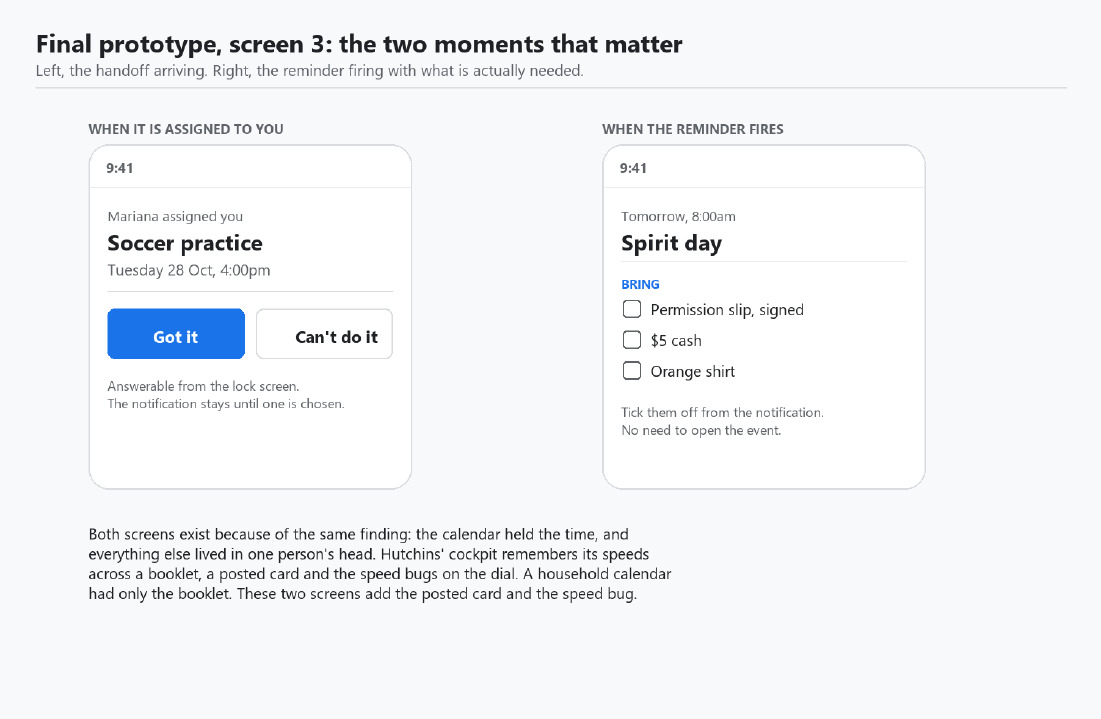 Final prototype, screen 3: the two moments that matter
Left, the handoff arriving. Right, the reminder firing with what is actually needed.
WHEN IT IS ASSIGNED TO YOU
9:41
Mariana assigned you
Soccer practice
Tuesday 28 Oct, 4:00pm
Got it
Can't do it
Answerable from the lock screen.
The notification stays until one is chosen.
WHEN THE REMINDER FIRES
9:41
Tomorrow, 8:00am
Spirit day
BRING
Permission slip, signed
$5 cash
Orange shirt
Tick them off from the notification.
No need to open the event.
Both screens exist because of the same finding: the calendar held the time, and
everything else lived in one person's head. Hutchins' cockpit remembers its speeds
across a booklet, a posted card and the speed bugs on the dial. A household calendar
had only the booklet. These two screens add the posted card and the speed bug.